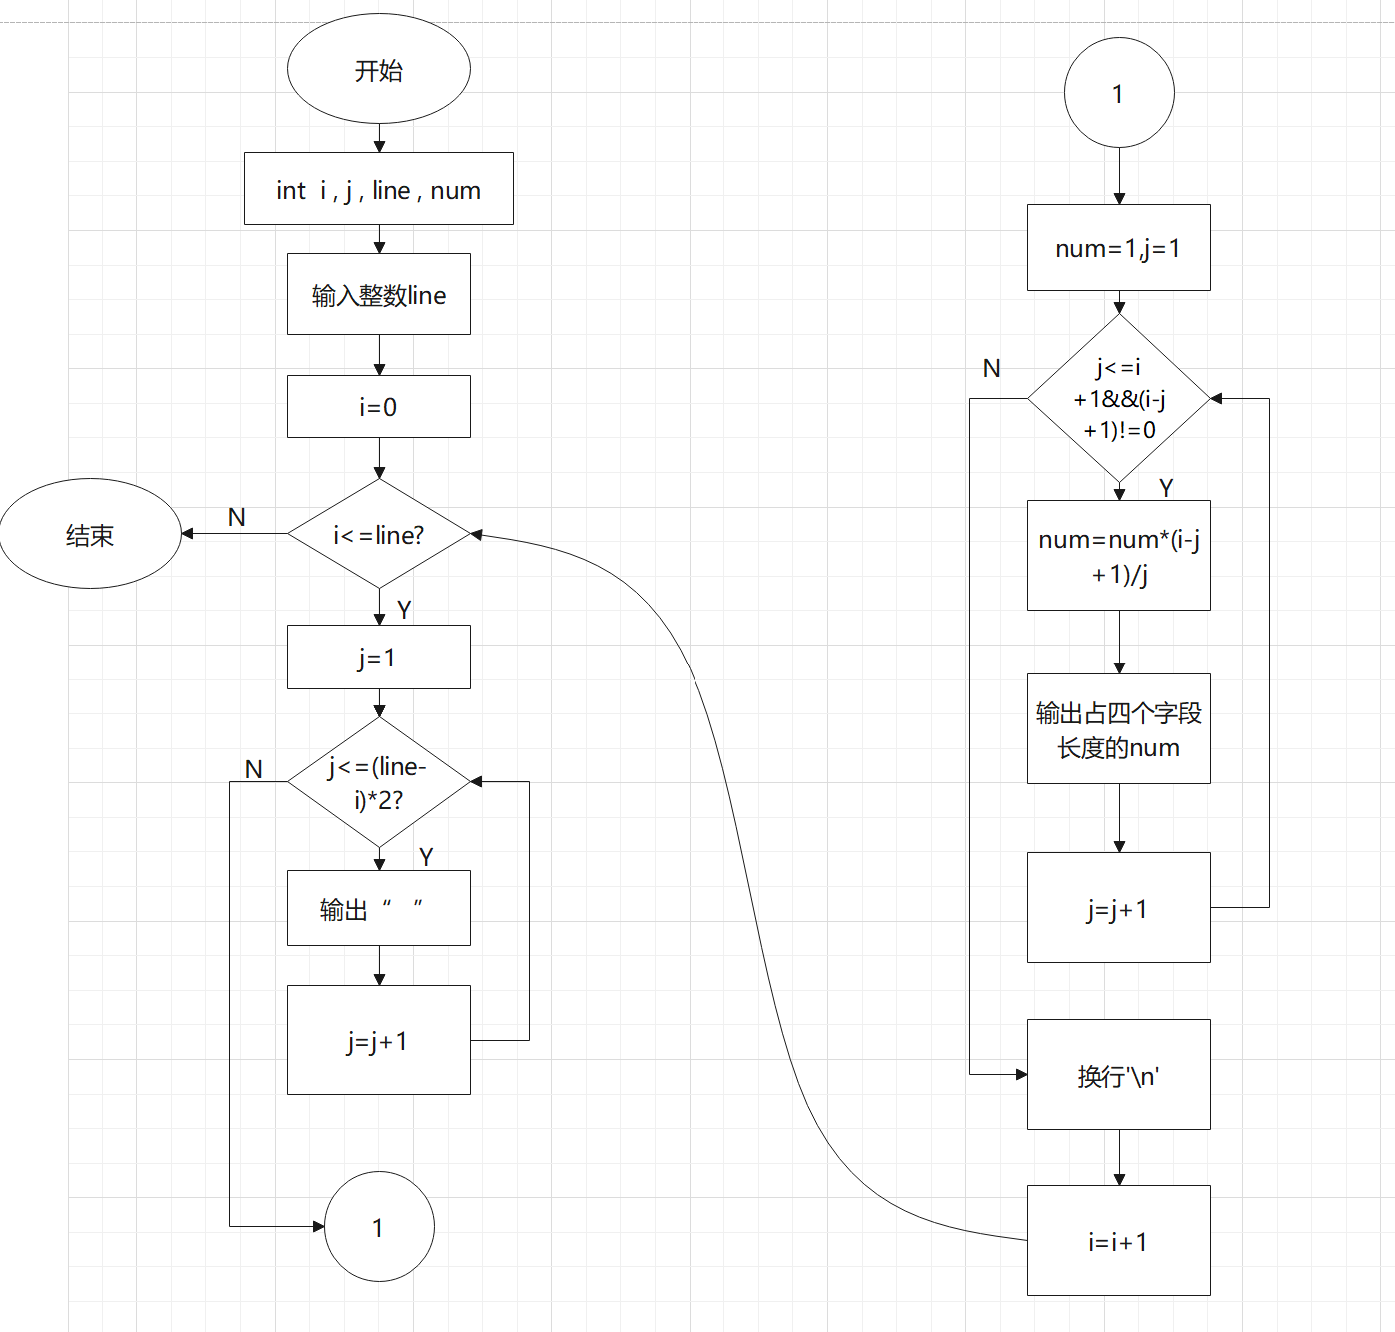 开始
int i , j , line , num
输入整数line
i=0
i<=line?
N
结束
Y
j=1
j<=(line-
i)*2?
N
Y
输出“ ”
j=j+1
1
1
num=1,j=1
j<=i
+1&&(i-j
+1)!=0
N
Y
num=num*(i-j
+1)/j
输出占四个字段
长度的num
j=j+1
换行'\n'
i=i+1